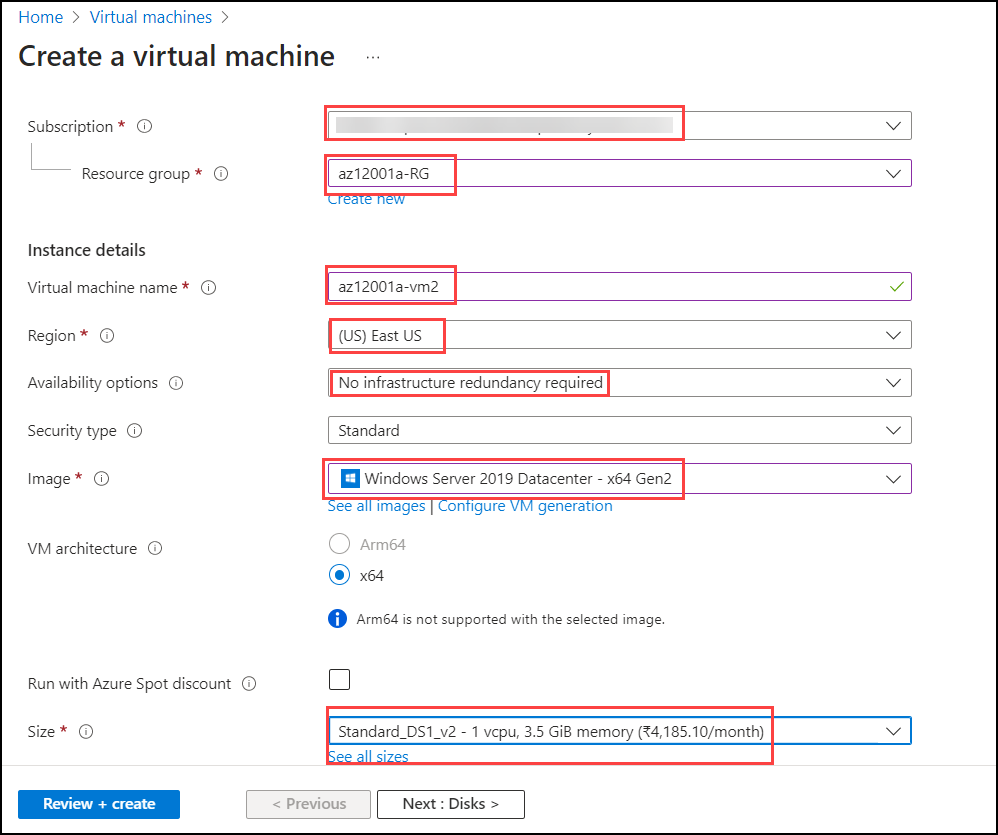 Home > Virtual machines >
Create a virtual machine ...
Subscription *
Resource group * az12001a-RG
Create new
Instance details
Virtual machine name * az12001a-vm2
Region * (US) East US
Availability options No infrastructure redundancy required
Security type Standard
Image * Windows Server 2019 Datacenter - x64 Gen2
See all images | Configure VM generation
VM architecture Arm64
x64
Arm64 is not supported with the selected image.
Run with Azure Spot discount
Size * Standard_DS1_v2 - 1 vcpu, 3.5 GiB memory (₹4,185.10/month)
See all sizes
Review + create < Previous Next : Disks >